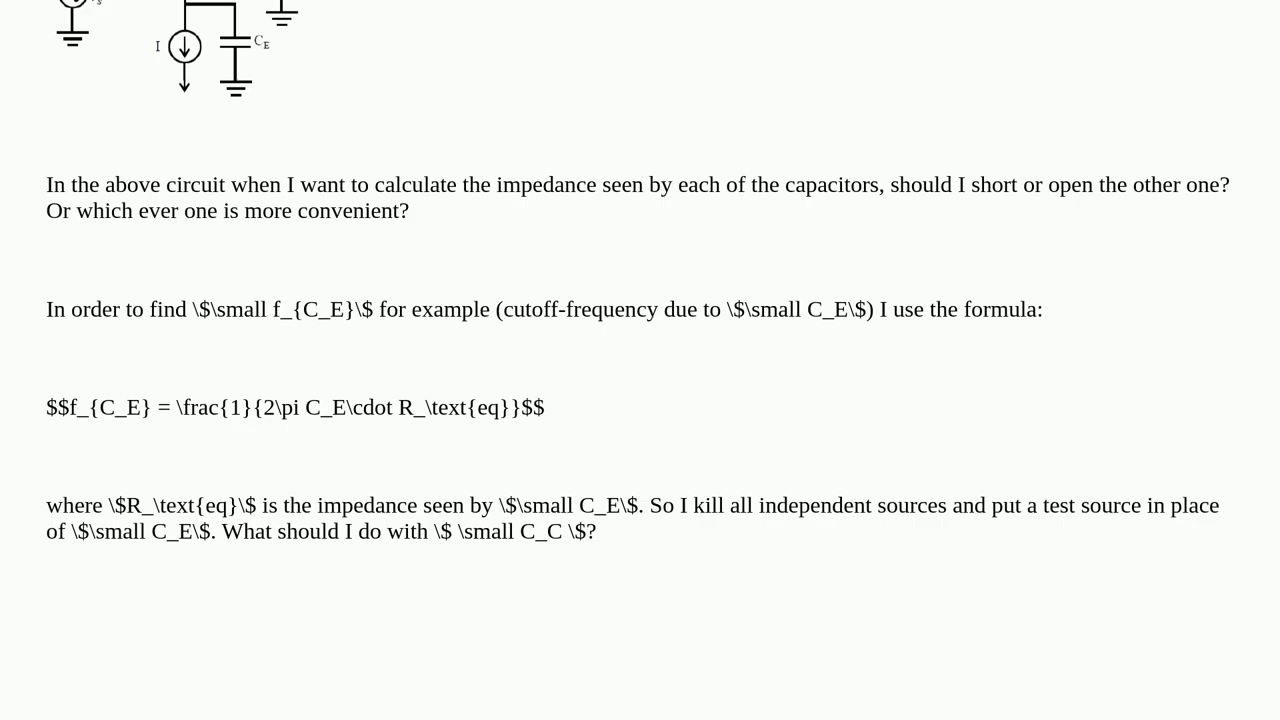 I
C_E
In the above circuit when I want to calculate the impedance seen by each of the capacitors, should I short or open the other one?
Or which ever one is more convenient?
In order to find \$\small f_{C_E}\$ for example (cutoff-frequency due to \$\small C_E\$) I use the formula:
$$f_{C_E} = \frac{1}{2\pi C_E\cdot R_\text{eq}}$$
where \$R_\text{eq}\$ is the impedance seen by \$\small C_E\$. So I kill all independent sources and put a test source in place
of \$\small C_E\$. What should I do with \$ \small C_C \$?